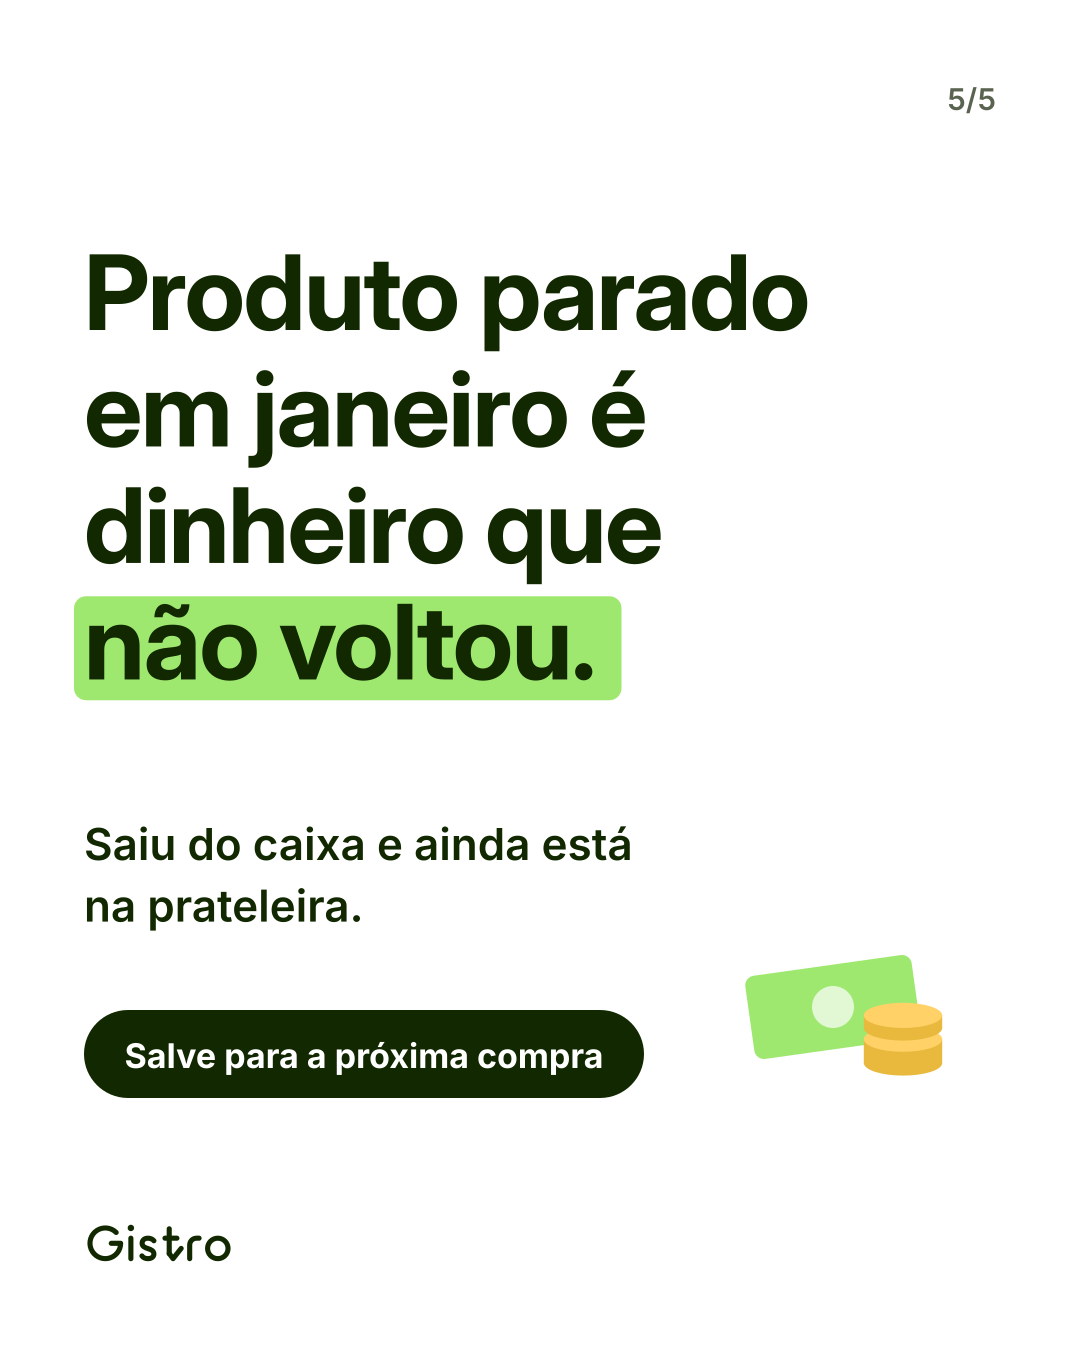 5/5
Produto parado
em janeiro é
dinheiro que
não voltou.
Saiu do caixa e ainda está
na prateleira.
Salve para a próxima compra
Gistro